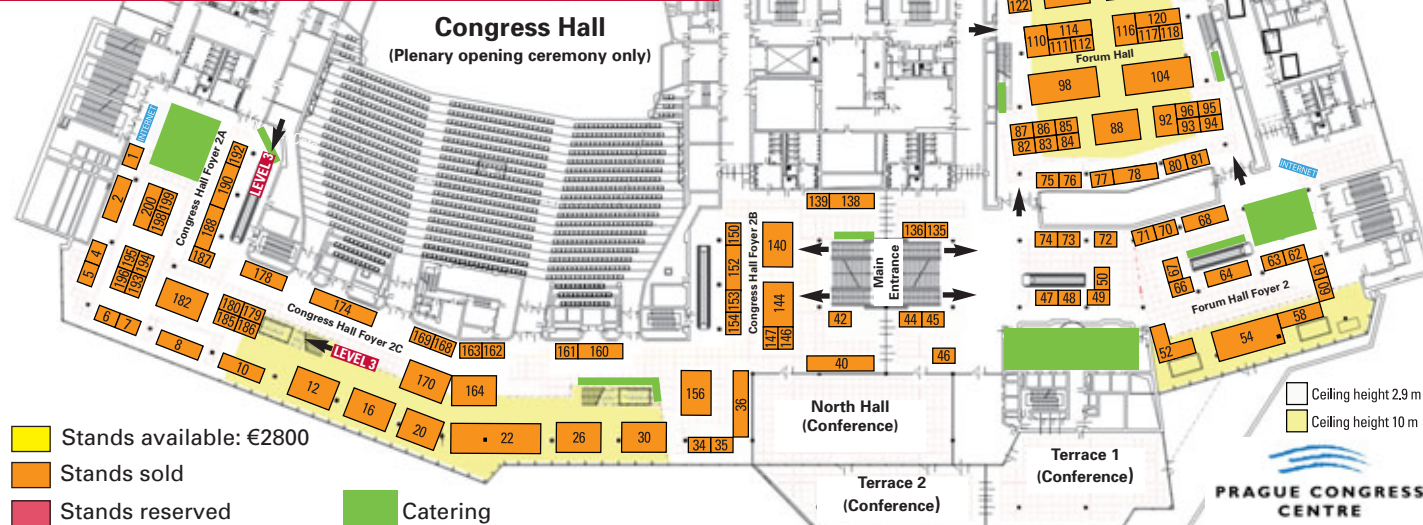 Congress Hall
(Plenary opening ceremony only)
122
110
114
111 112
116
120
117 118
Forum Hall
98
104
87 86 85
82 83 84
88
92
96 95
93 94
75 76
77 78
80 81
INTERNET
INTERNET
Congress Hall Foyer 2A
LEVEL 3
1
2
200
199
198
192
190
188
187
4
5
196
195
193
194
178
174
182
180 179
185 186
6 7
8
10
Congress Hall Foyer 2C
LEVEL 3
169 168
163 162
161 160
12
16
20
170
164
22
26
30
156
36
34 35
Congress Hall Foyer 2B
150
152
153
154
140
144
147
146
139 138
136 135
Main
Entrance
42
44 45
40
46
74 73
72
71 70
68
50
47 48
49
66
64
63 62
61
60
Forum Hall Foyer 2
52
54
58
North Hall
(Conference)
Terrace 1
(Conference)
Terrace 2
(Conference)
Ceiling height 2,9 m
Ceiling height 10 m
Stands available: €2800
Stands sold
Stands reserved
Catering
PRAGUE CONGRESS
CENTRE